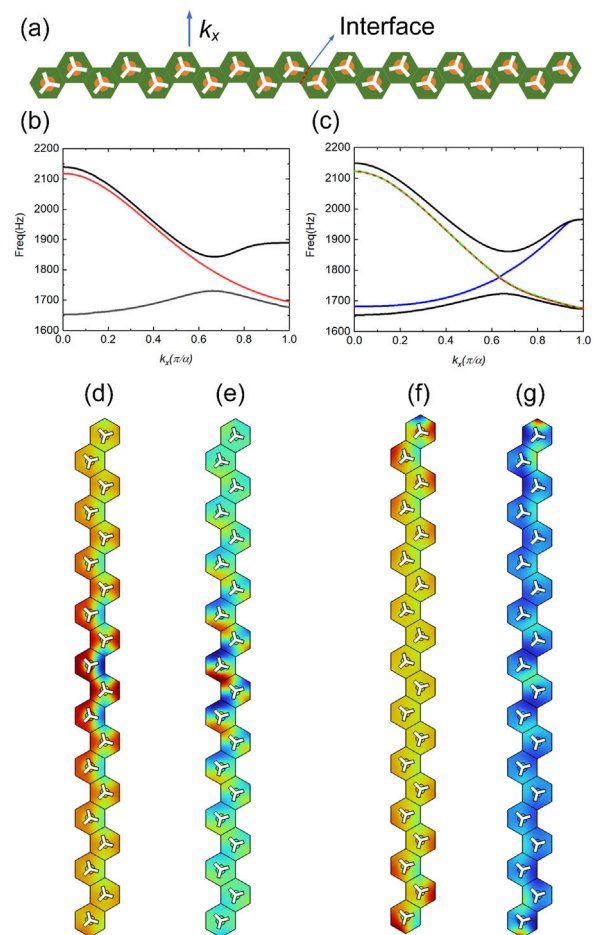 (a)
k_x
Interface
(b)
(c)
2200
2100
2000
1900
1800
1700
1600
Freq(Hz)
0.0 0.2 0.4 0.6 0.8 1.0
k_x(π/α)
2200
2100
2000
1900
1800
1700
1600
Freq(Hz)
0.0 0.2 0.4 0.6 0.8 1.0
k_x(π/α)
(d)
(e)
(f)
(g)